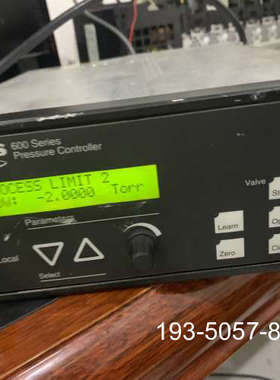 600 Series
Pressure Controller
OCESS LIMIT 2
OW: -2.0000 Torr
Parameters
Local
Select
Valve
Learn
Zero
193-5057-8